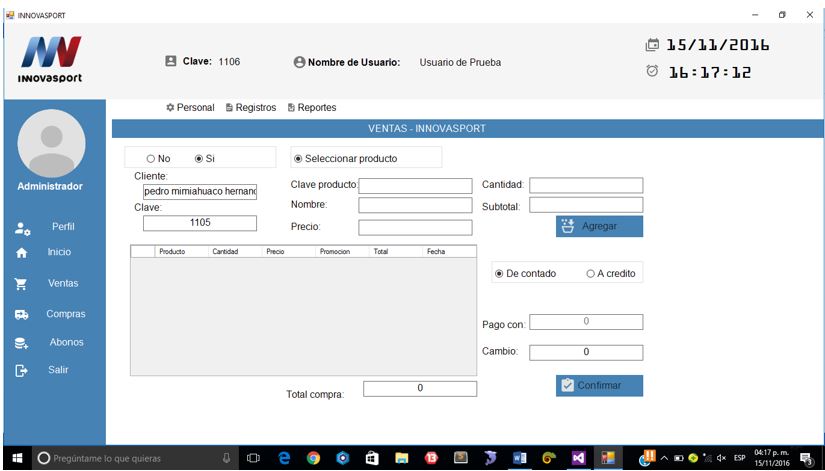 INNOVASPORT
INNOVASPORT
Clave: 1106
Nombre de Usuario: Usuario de Prueba
15/11/2016
16:17:12
Personal Registros Reportes
VENTAS - INNOVASPORT
Administrador
Perfil
Inicio
Ventas
Compras
Abonos
Salir
No Si
Seleccionar producto
Cliente:
pedro mimiahuaco hernand
Clave:
1105
Clave producto:
Nombre:
Precio:
Cantidad:
Subtotal:
Agregar
Producto Cantidad Precio Promocion Total Fecha
De contado A credito
Pago con: 0
Cambio: 0
Total compra: 0
Confirmar
Pregúntame lo que quieras
ESP
04:17 p. m.
15/11/2016
3